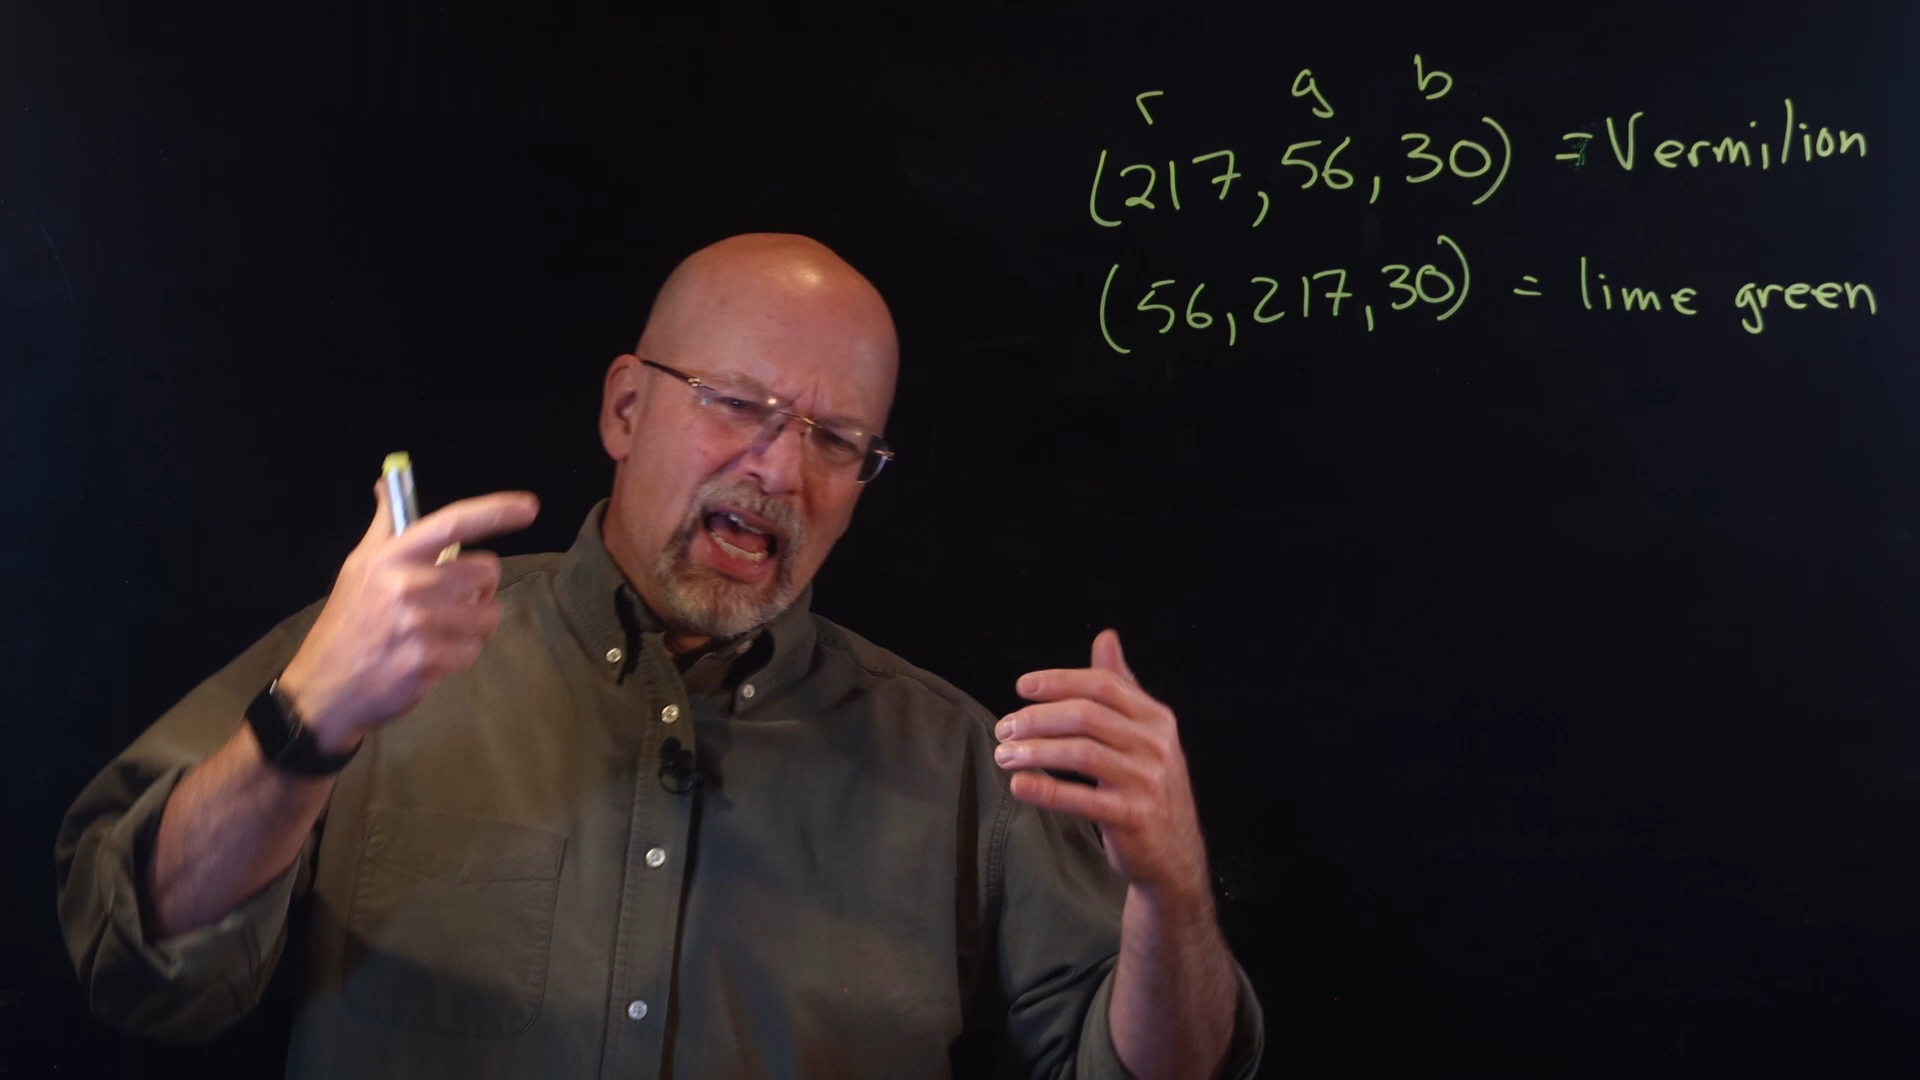 r g b
(217, 56, 30) = Vermilion
(56, 217, 30) = lime green